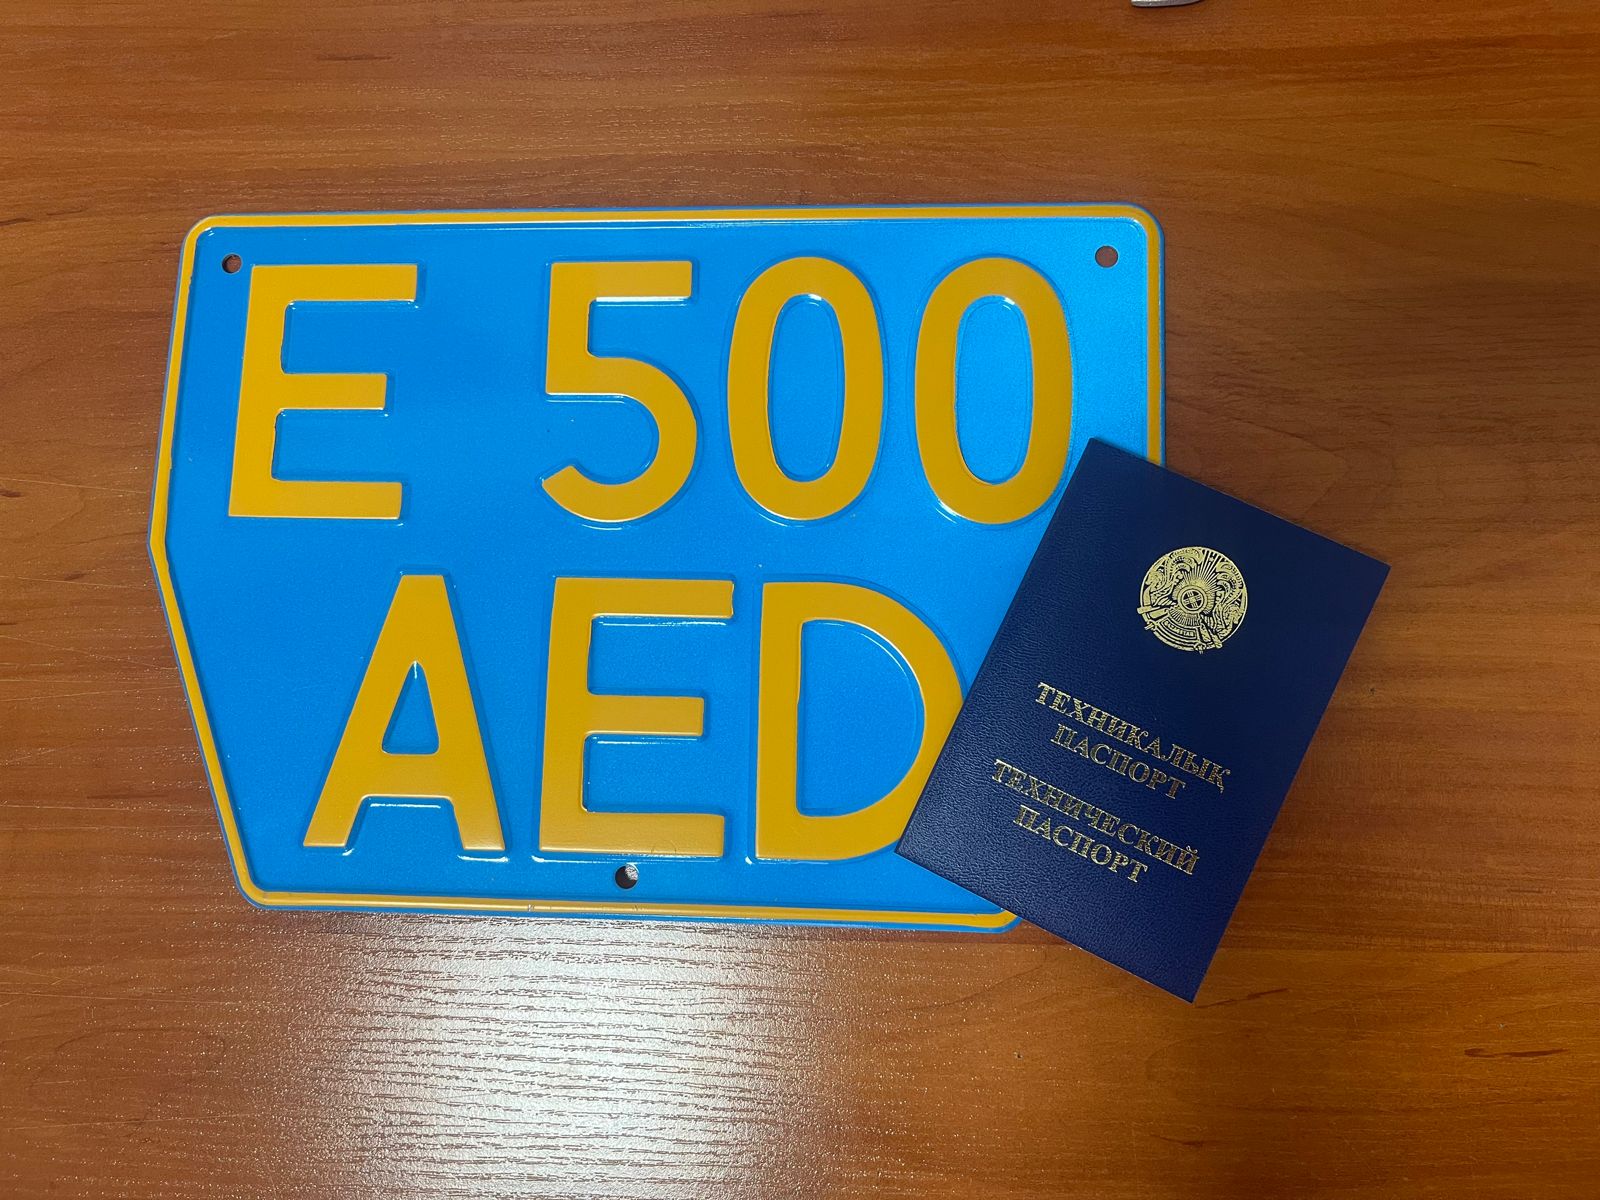 E 500
AED
ТЕХНИКАЛЫҚ
ПАСПОРТ
ТЕХНИЧЕСКИЙ
ПАСПОРТ